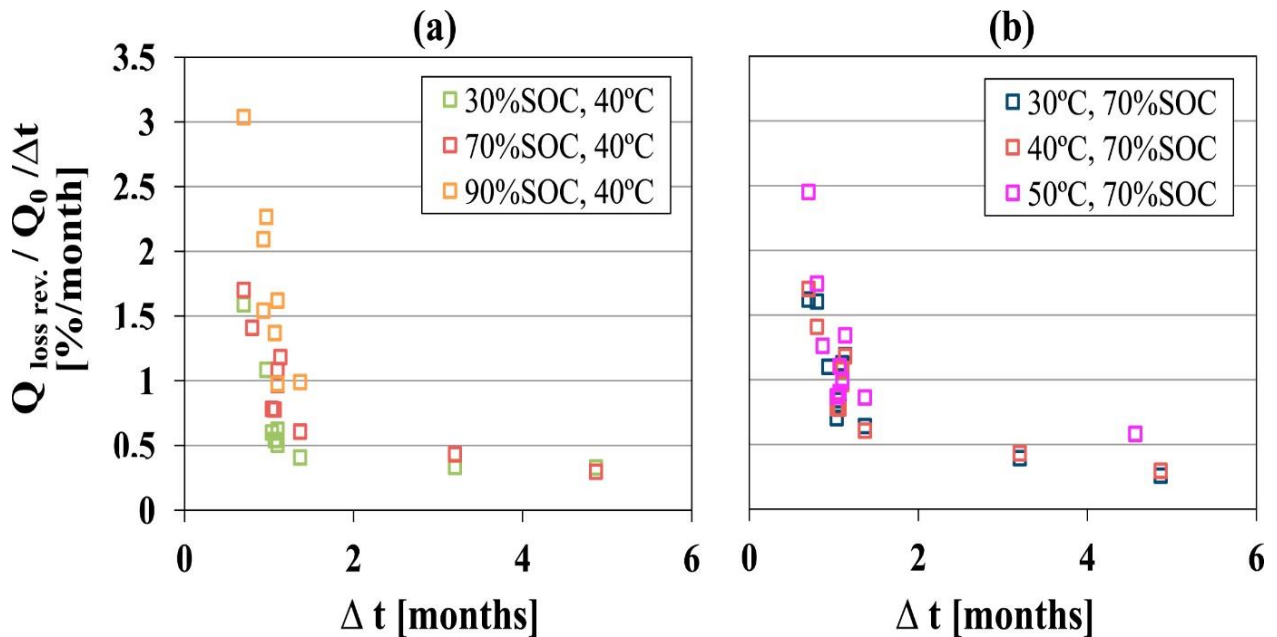 (a)
(b)
Q loss rev. / Q0 /Δt
[%/month]
3.5
3
2.5
2
1.5
1
0.5
0
30%SOC, 40ºC
70%SOC, 40ºC
90%SOC, 40ºC
30ºC, 70%SOC
40ºC, 70%SOC
50ºC, 70%SOC
0 2 4 6
0 2 4 6
Δ t [months]
Δ t [months]